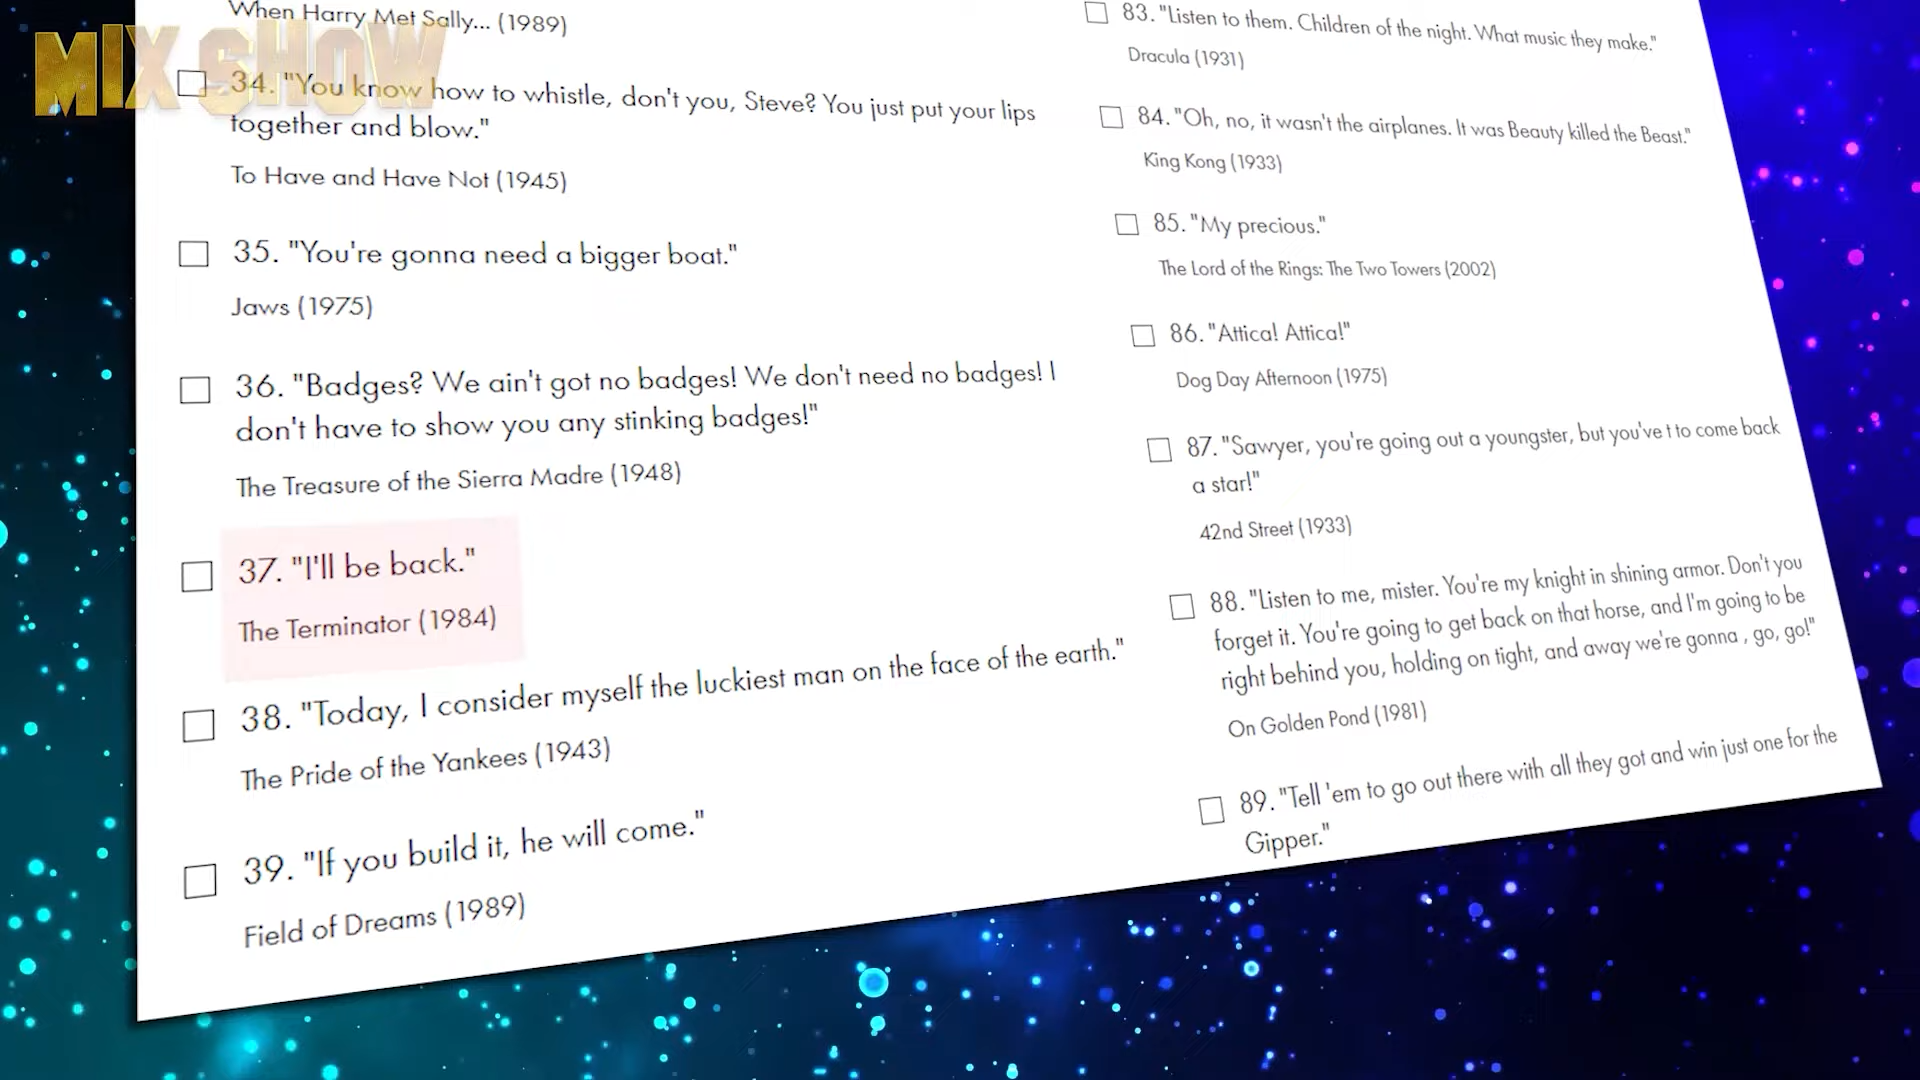 MIX SHOW
When Harry Met Sally... (1989)
34. "You know how to whistle, don't you, Steve? You just put your lips
together and blow."
To Have and Have Not (1945)
35. "You're gonna need a bigger boat."
Jaws (1975)
36. "Badges? We ain't got no badges! We don't need no badges! I
don't have to show you any stinking badges!"
The Treasure of the Sierra Madre (1948)
37. "I'll be back."
The Terminator (1984)
38. "Today, I consider myself the luckiest man on the face of the earth."
The Pride of the Yankees (1943)
39. "If you build it, he will come."
Field of Dreams (1989)
83. "Listen to them. Children of the night. What music they make."
Dracula (1931)
84. "Oh, no, it wasn't the airplanes. It was Beauty killed the Beast."
King Kong (1933)
85. "My precious."
The Lord of the Rings: The Two Towers (2002)
86. "Attica! Attica!"
Dog Day Afternoon (1975)
87. "Sawyer, you're going out a youngster, but you've t to come back
a star!"
42nd Street (1933)
88. "Listen to me, mister. You're my knight in shining armor. Don't you
forget it. You're going to get back on that horse, and I'm going to be
right behind you, holding on tight, and away we're gonna , go, go!"
On Golden Pond (1981)
89. "Tell 'em to go out there with all they got and win just one for the
Gipper."